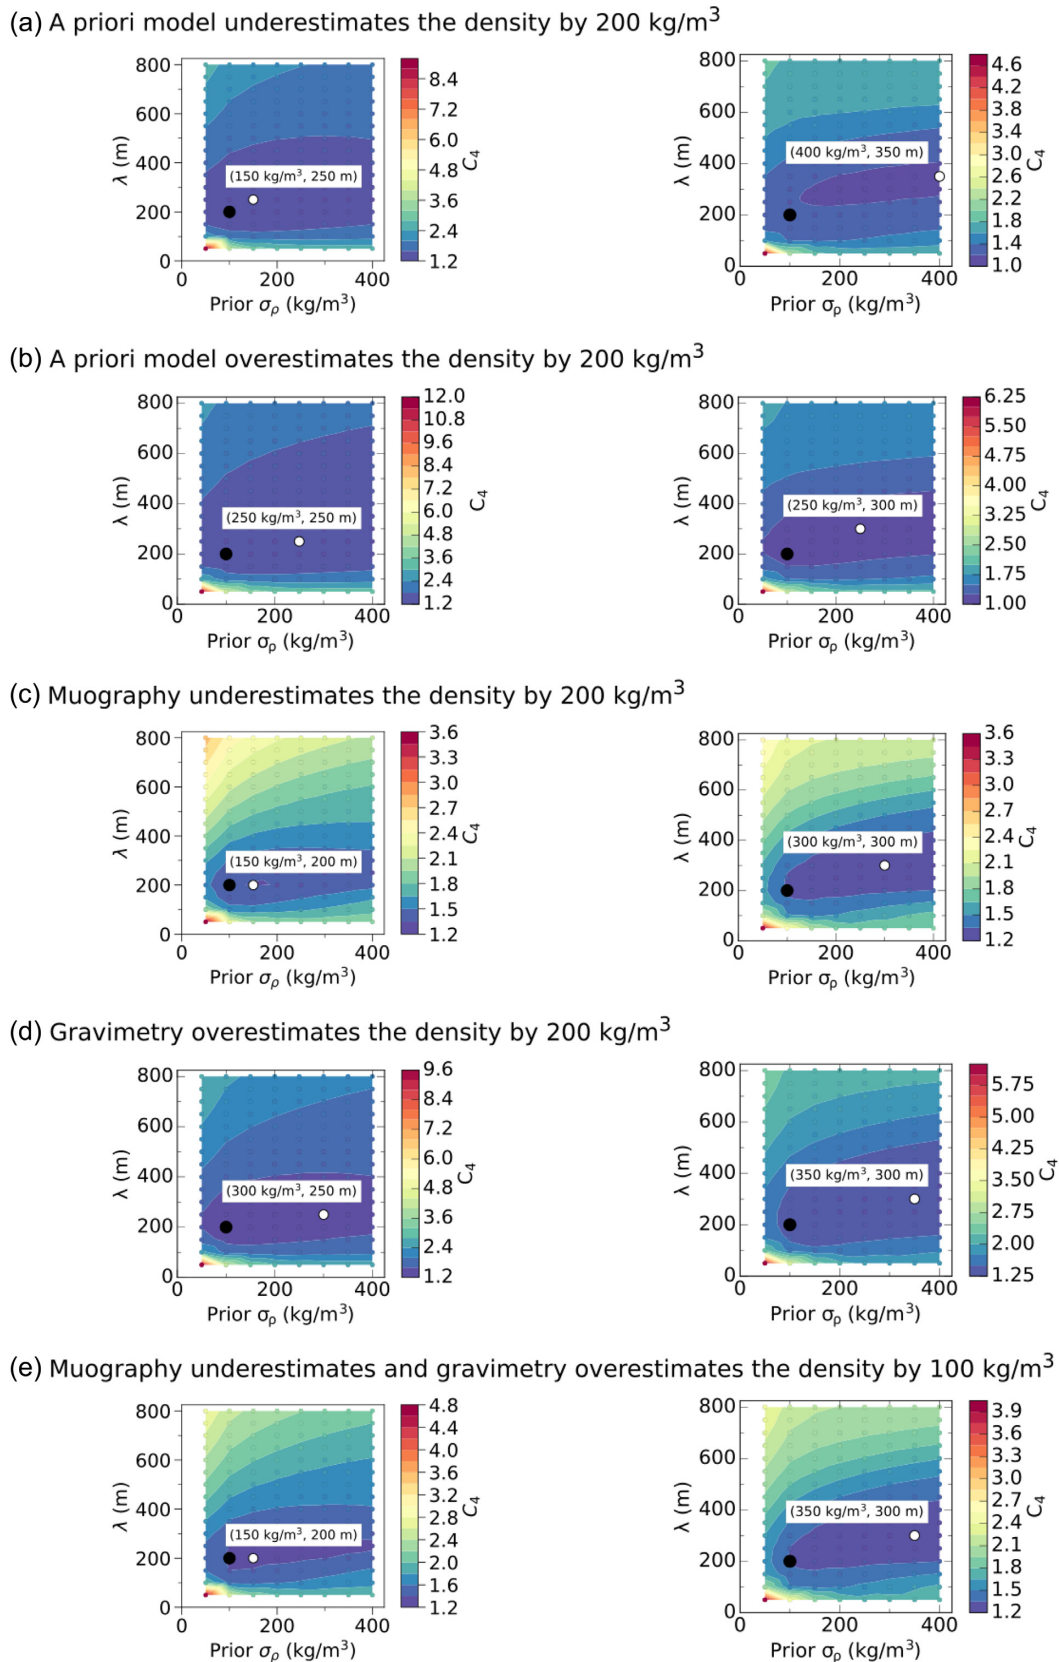 (a) A priori model underestimates the density by 200 kg/m³
800
600
400
200
0
λ (m)
(150 kg/m³, 250 m)
0 200 400
Prior σρ (kg/m³)
8.4
7.2
6.0
4.8
3.6
2.4
1.2
C₄
800
600
400
200
0
λ (m)
(400 kg/m³, 350 m)
0 200 400
Prior σρ (kg/m³)
4.6
4.2
3.8
3.4
3.0
2.6
2.2
1.8
1.4
1.0
C₄
(b) A priori model overestimates the density by 200 kg/m³
800
600
400
200
0
λ (m)
(250 kg/m³, 250 m)
0 200 400
Prior σρ (kg/m³)
12.0
10.8
9.6
8.4
7.2
6.0
4.8
3.6
2.4
1.2
C₄
800
600
400
200
0
λ (m)
(250 kg/m³, 300 m)
0 200 400
Prior σρ (kg/m³)
6.25
5.50
4.75
4.00
3.25
2.50
1.75
1.00
C₄
(c) Muography underestimates the density by 200 kg/m³
800
600
400
200
0
λ (m)
(150 kg/m³, 200 m)
0 200 400
Prior σρ (kg/m³)
3.6
3.3
3.0
2.7
2.4
2.1
1.8
1.5
1.2
C₄
800
600
400
200
0
λ (m)
(300 kg/m³, 300 m)
0 200 400
Prior σρ (kg/m³)
3.6
3.3
3.0
2.7
2.4
2.1
1.8
1.5
1.2
C₄
(d) Gravimetry overestimates the density by 200 kg/m³
800
600
400
200
0
λ (m)
(300 kg/m³, 250 m)
0 200 400
Prior σρ (kg/m³)
9.6
8.4
7.2
6.0
4.8
3.6
2.4
1.2
C₄
800
600
400
200
0
λ (m)
(350 kg/m³, 300 m)
0 200 400
Prior σρ (kg/m³)
5.75
5.00
4.25
3.50
2.75
2.00
1.25
C₄
(e) Muography underestimates and gravimetry overestimates the density by 100 kg/m³
800
600
400
200
0
λ (m)
(150 kg/m³, 200 m)
0 200 400
Prior σρ (kg/m³)
4.8
4.4
4.0
3.6
3.2
2.8
2.4
2.0
1.6
1.2
C₄
800
600
400
200
0
λ (m)
(350 kg/m³, 300 m)
0 200 400
Prior σρ (kg/m³)
3.9
3.6
3.3
3.0
2.7
2.4
2.1
1.8
1.5
1.2
C₄